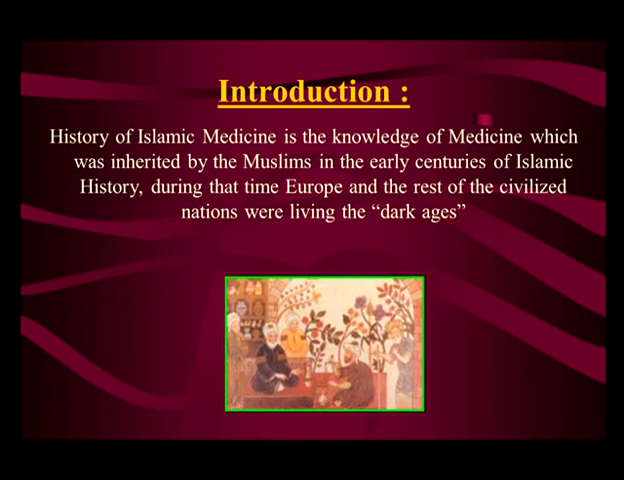 Introduction :
History of Islamic Medicine is the knowledge of Medicine which
was inherited by the Muslims in the early centuries of Islamic
History, during that time Europe and the rest of the civilized
nations were living the “dark ages”